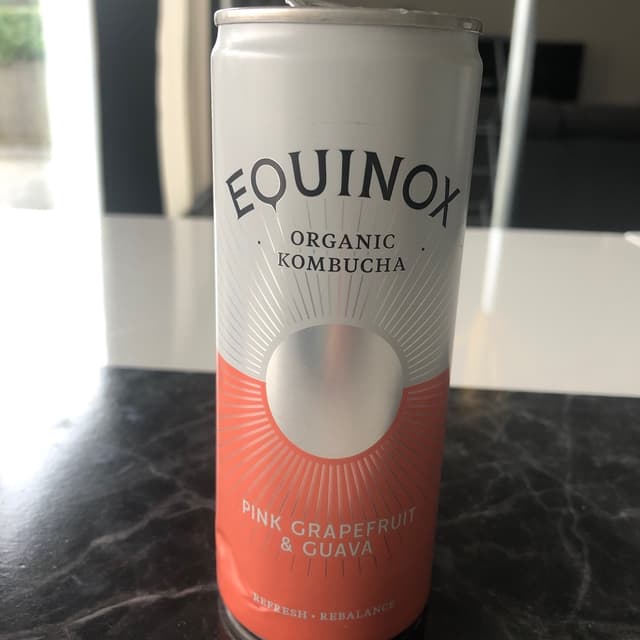 EQUINOX
· ORGANIC ·
KOMBUCHA
PINK GRAPEFRUIT
& GUAVA
REFRESH · REBALANCE